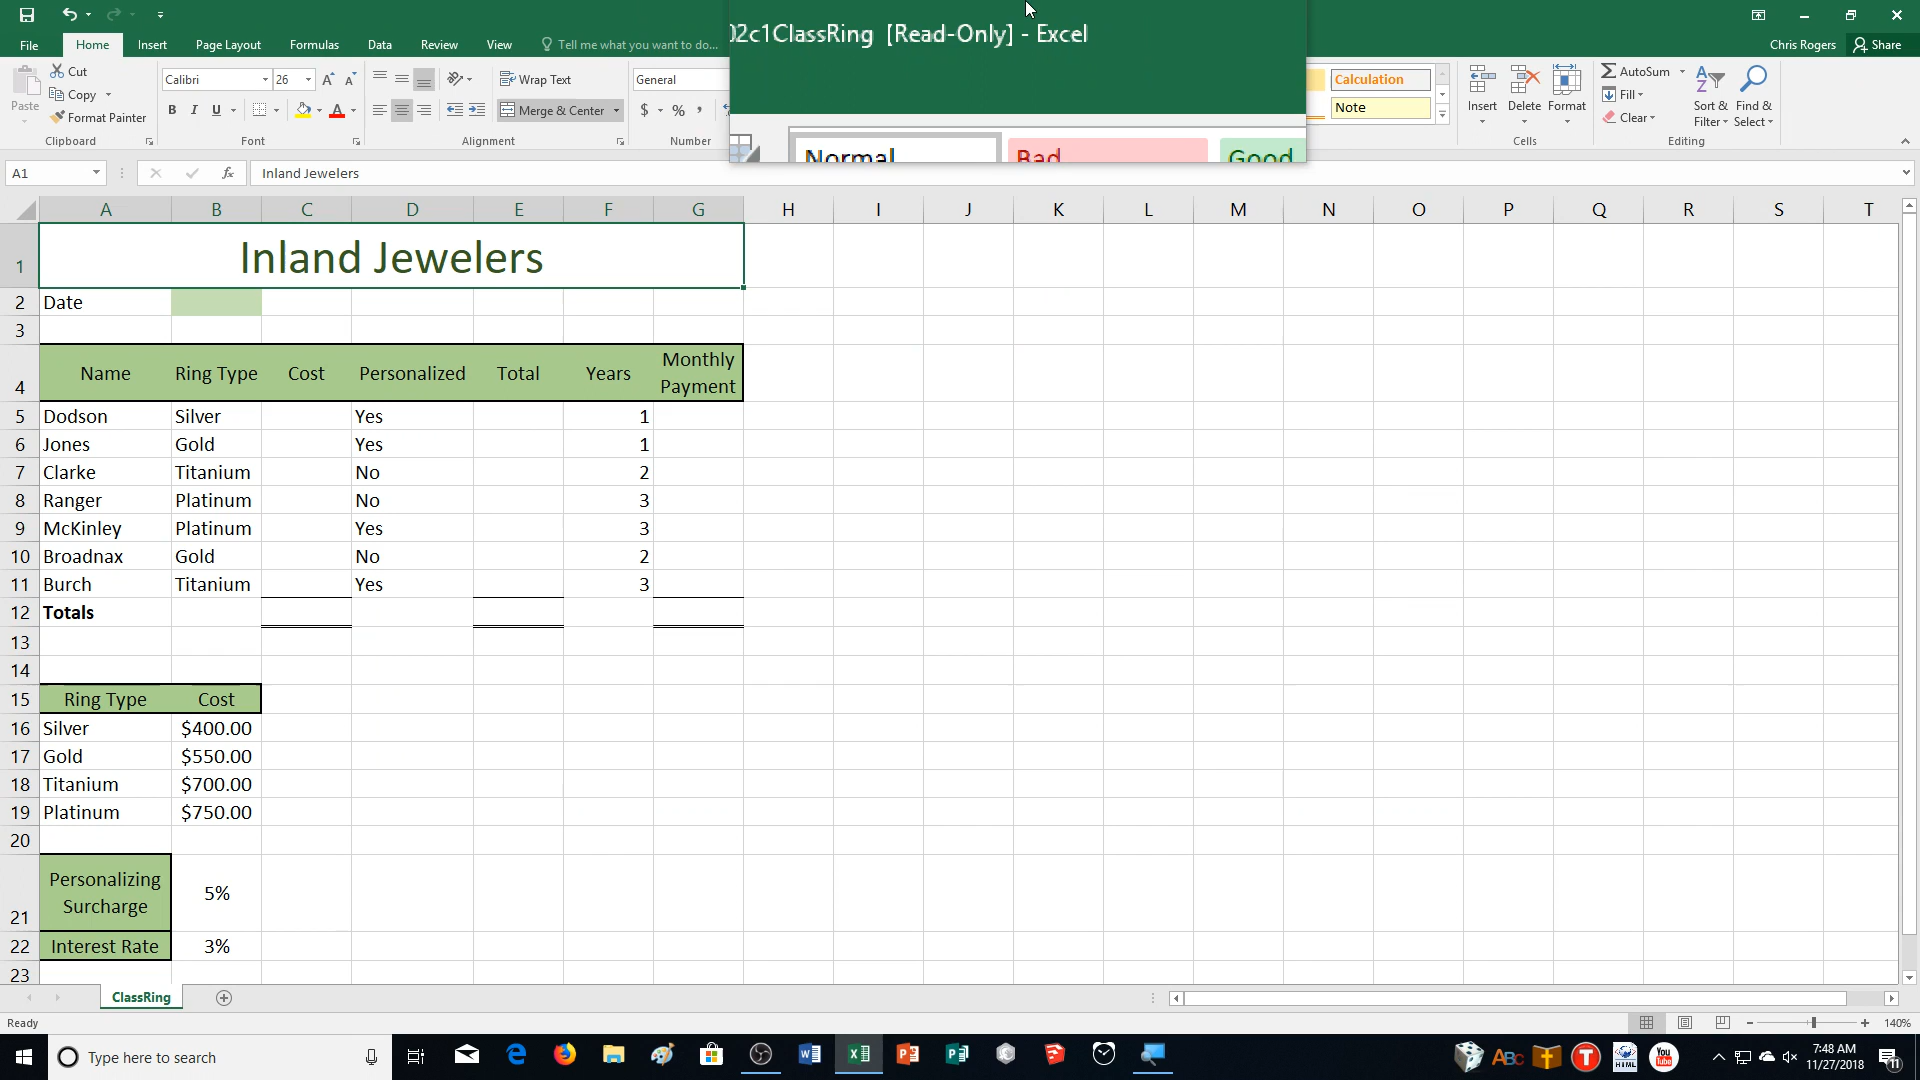 02c1ClassRing [Read-Only] - Excel
File Home Insert Page Layout Formulas Data Review View Tell me what you want to do... Chris Rogers Share
Paste
Cut
Copy
Format Painter
Clipboard
Calibri 26
B I U
Font
Wrap Text
Merge & Center
Alignment
General
$ % ,
Number
Normal Bad Good
Calculation
Note
Insert Delete Format
Cells
AutoSum
Fill
Clear
Sort & Filter
Find & Select
Editing
A1 fx Inland Jewelers
A B C D E F G H I J K L M N O P Q R S T
1 Inland Jewelers
2 Date
3
4 Name Ring Type Cost Personalized Total Years Monthly Payment
5 Dodson Silver Yes 1
6 Jones Gold Yes 1
7 Clarke Titanium No 2
8 Ranger Platinum No 3
9 McKinley Platinum Yes 3
10 Broadnax Gold No 2
11 Burch Titanium Yes 3
12 Totals
13
14
15 Ring Type Cost
16 Silver $400.00
17 Gold $550.00
18 Titanium $700.00
19 Platinum $750.00
20
21 Personalizing Surcharge 5%
22 Interest Rate 3%
23
ClassRing
Ready 140%
Type here to search
7:48 AM
11/27/2018
11